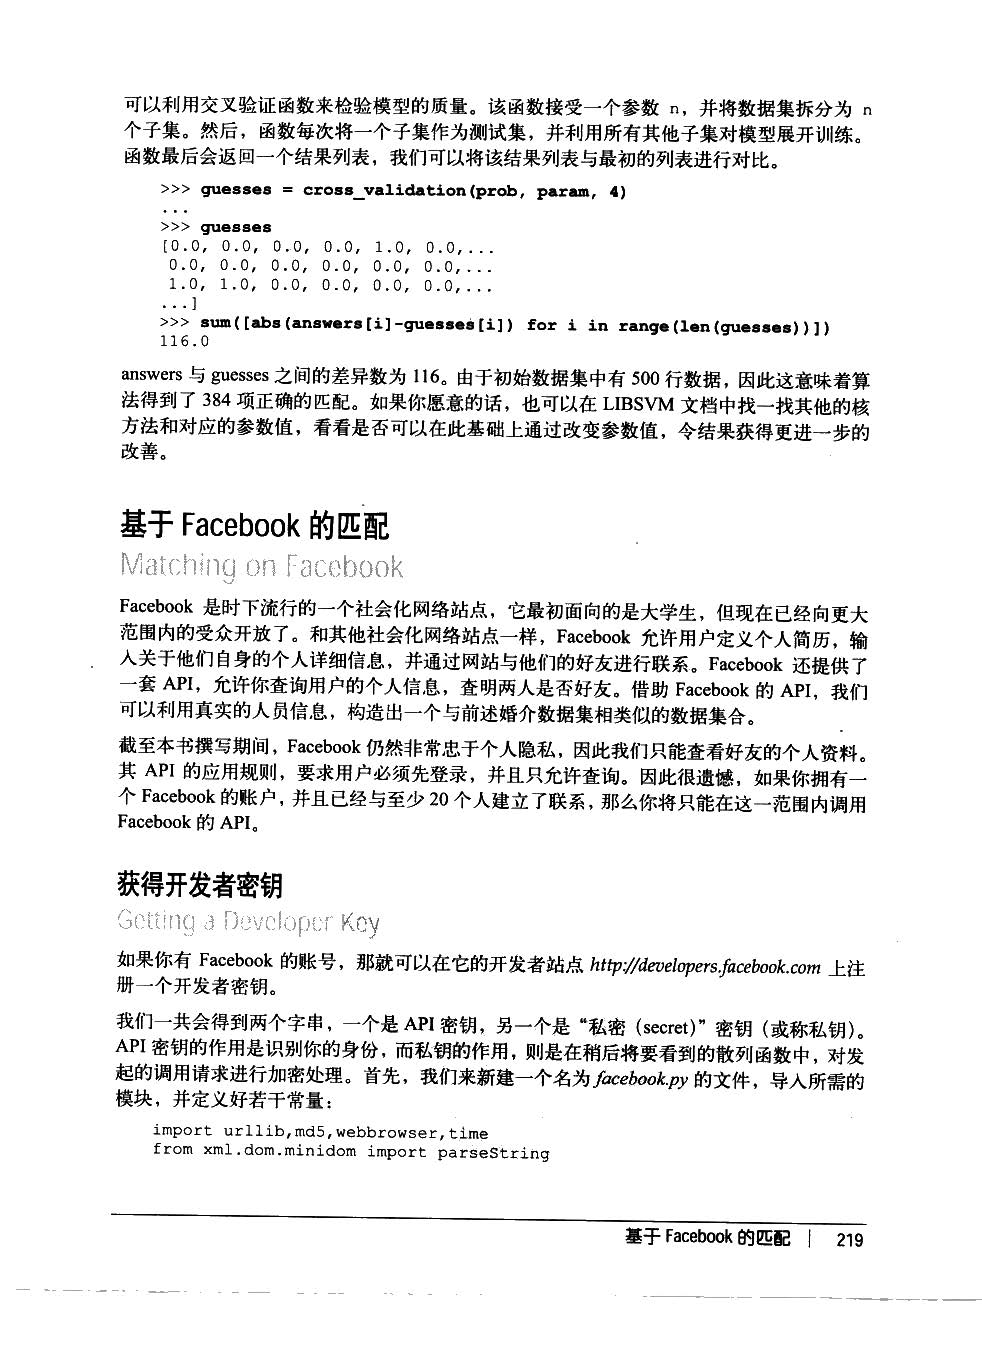 可以利用交叉验证函数来检验模型的质量。该函数接受一个参数 n，并将数据集拆分为 n
个子集。然后，函数每次将一个子集作为测试集，并利用所有其他子集对模型展开训练。
函数最后会返回一个结果列表，我们可以将该结果列表与最初的列表进行对比。
>>> guesses = cross_validation(prob, param, 4)
...
>>> guesses
[0.0, 0.0, 0.0, 0.0, 1.0, 0.0,...
0.0, 0.0, 0.0, 0.0, 0.0, 0.0,...
1.0, 1.0, 0.0, 0.0, 0.0, 0.0,...
...]
>>> sum([abs(answers[i]-guesses[i]) for i in range(len(guesses))])
116.0
answers 与 guesses 之间的差异数为 116。由于初始数据集中有 500 行数据，因此这意味着算
法得到了 384 项正确的匹配。如果你愿意的话，也可以在 LIBSVM 文档中找一找其他的核
方法和对应的参数值，看看是否可以在此基础上通过改变参数值，令结果获得更进一步的
改善。
基于 Facebook 的匹配
Matching on Facebook
Facebook 是时下流行的一个社会化网络站点，它最初面向的是大学生，但现在已经向更大
范围内的受众开放了。和其他社会化网络站点一样，Facebook 允许用户定义个人简历，输
入关于他们自身的个人详细信息，并通过网站与他们的好友进行联系。Facebook 还提供了
一套 API，允许你查询用户的个人信息，查明两人是否好友。借助 Facebook 的 API，我们
可以利用真实的人员信息，构造出一个与前述婚介数据集相类似的数据集合。
截至本书撰写期间，Facebook 仍然非常忠于个人隐私，因此我们只能查看好友的个人资料。
其 API 的应用规则，要求用户必须先登录，并且只允许查询。因此很遗憾，如果你拥有一
个 Facebook 的账户，并且已经与至少 20 个人建立了联系，那么你将只能在这一范围内调用
Facebook 的 API。
获得开发者密钥
Getting a Developer Key
如果你有 Facebook 的账号，那就可以在它的开发者站点 http://developers.facebook.com 上注
册一个开发者密钥。
我们一共会得到两个字串，一个是 API 密钥，另一个是“私密（secret）”密钥（或称私钥）。
API 密钥的作用是识别你的身份，而私钥的作用，则是在稍后将要看到的散列函数中，对发
起的调用请求进行加密处理。首先，我们来新建一个名为 facebook.py 的文件，导入所需的
模块，并定义好若干常量：
import urllib,md5,webbrowser,time
from xml.dom.minidom import parseString
基于 Facebook 的匹配 | 219